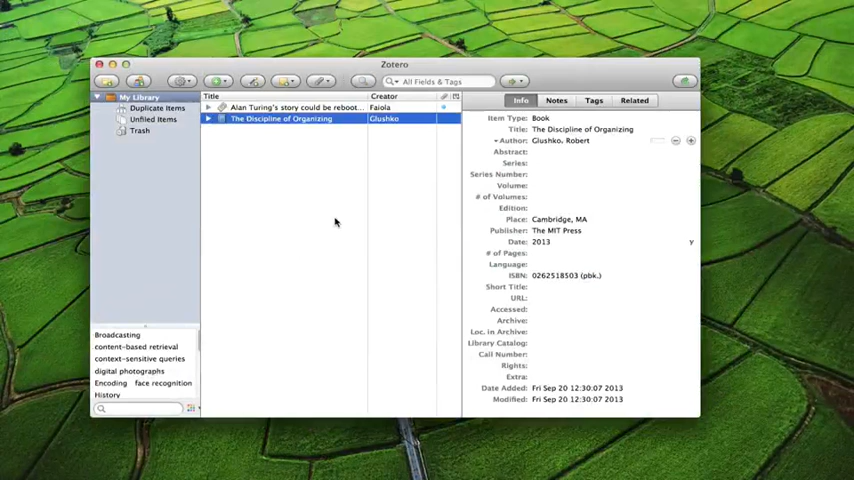 Zotero
All Fields & Tags
My Library
Duplicate Items
Unfiled Items
Trash
Title Creator
Alan Turing's story could be reboot... Faiola
The Discipline of Organizing Glushko
Info Notes Tags Related
Item Type: Book
Title: The Discipline of Organizing
Author: Glushko, Robert
Abstract:
Series:
Series Number:
Volume:
# of Volumes:
Edition:
Place: Cambridge, MA
Publisher: The MIT Press
Date: 2013 y
# of Pages:
Language:
ISBN: 0262518503 (pbk.)
Short Title:
URL:
Accessed:
Archive:
Loc. in Archive:
Library Catalog:
Call Number:
Rights:
Extra:
Date Added: Fri Sep 20 12:30:07 2013
Modified: Fri Sep 20 12:30:07 2013
Broadcasting
content-based retrieval
context-sensitive queries
digital photographs
Encoding face recognition
History